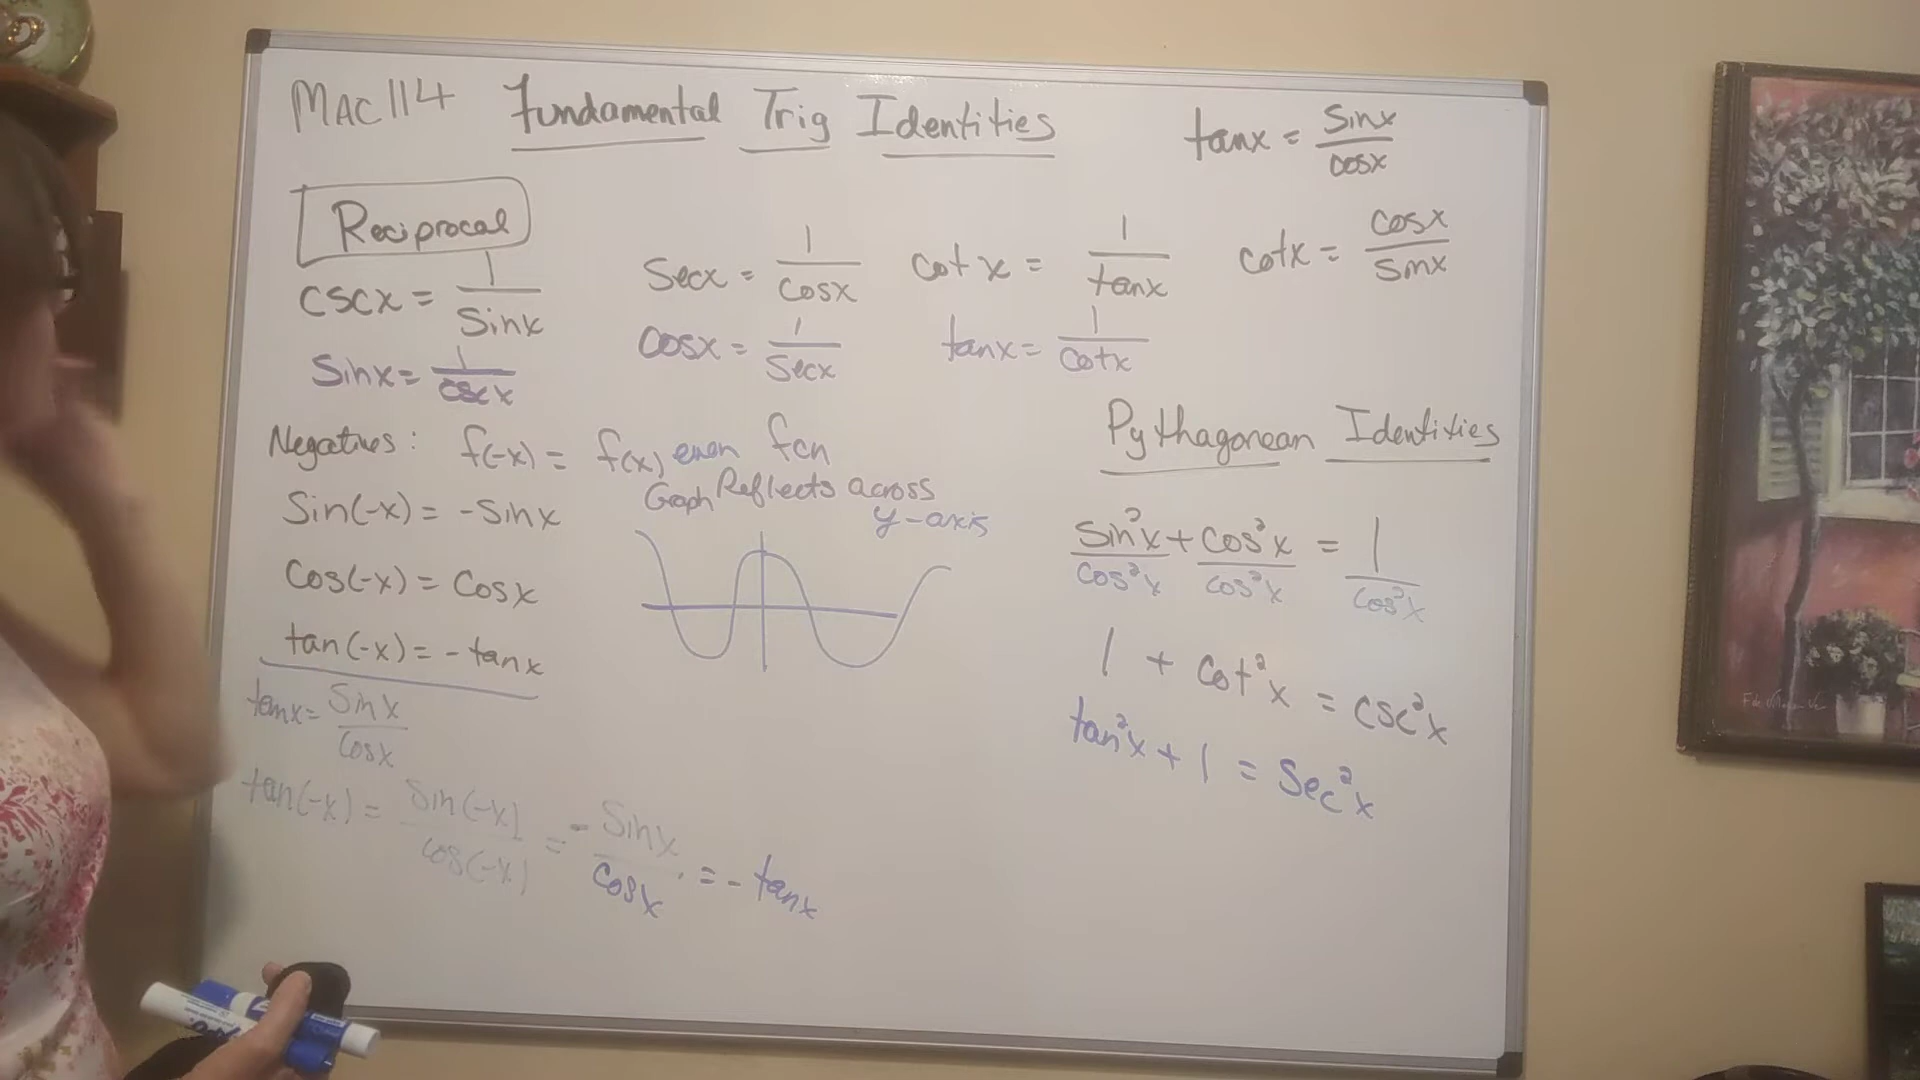 MAC114 Fundamental Trig Identities
tanx = sinx/cosx
Reciprocal
cscx = 1/sinx
secx = 1/cosx
cotx = 1/tanx
cotx = cosx/sinx
sinx = 1/cscx
cosx = 1/secx
tanx = 1/cotx
Negatives: f(-x) = f(x) even fcn
Graph Reflects across
y-axis
Sin(-x) = -sinx
Cos(-x) = Cosx
tan(-x) = -tanx
tanx = Sinx/Cosx
tan(-x) = Sin(-x)/cos(-x) = -Sinx/Cosx = -tanx
Pythagorean Identities
sin²x/cos²x + cos²x/cos²x = 1/cos²x
1 + cot²x = csc²x
tan²x + 1 = Sec²x